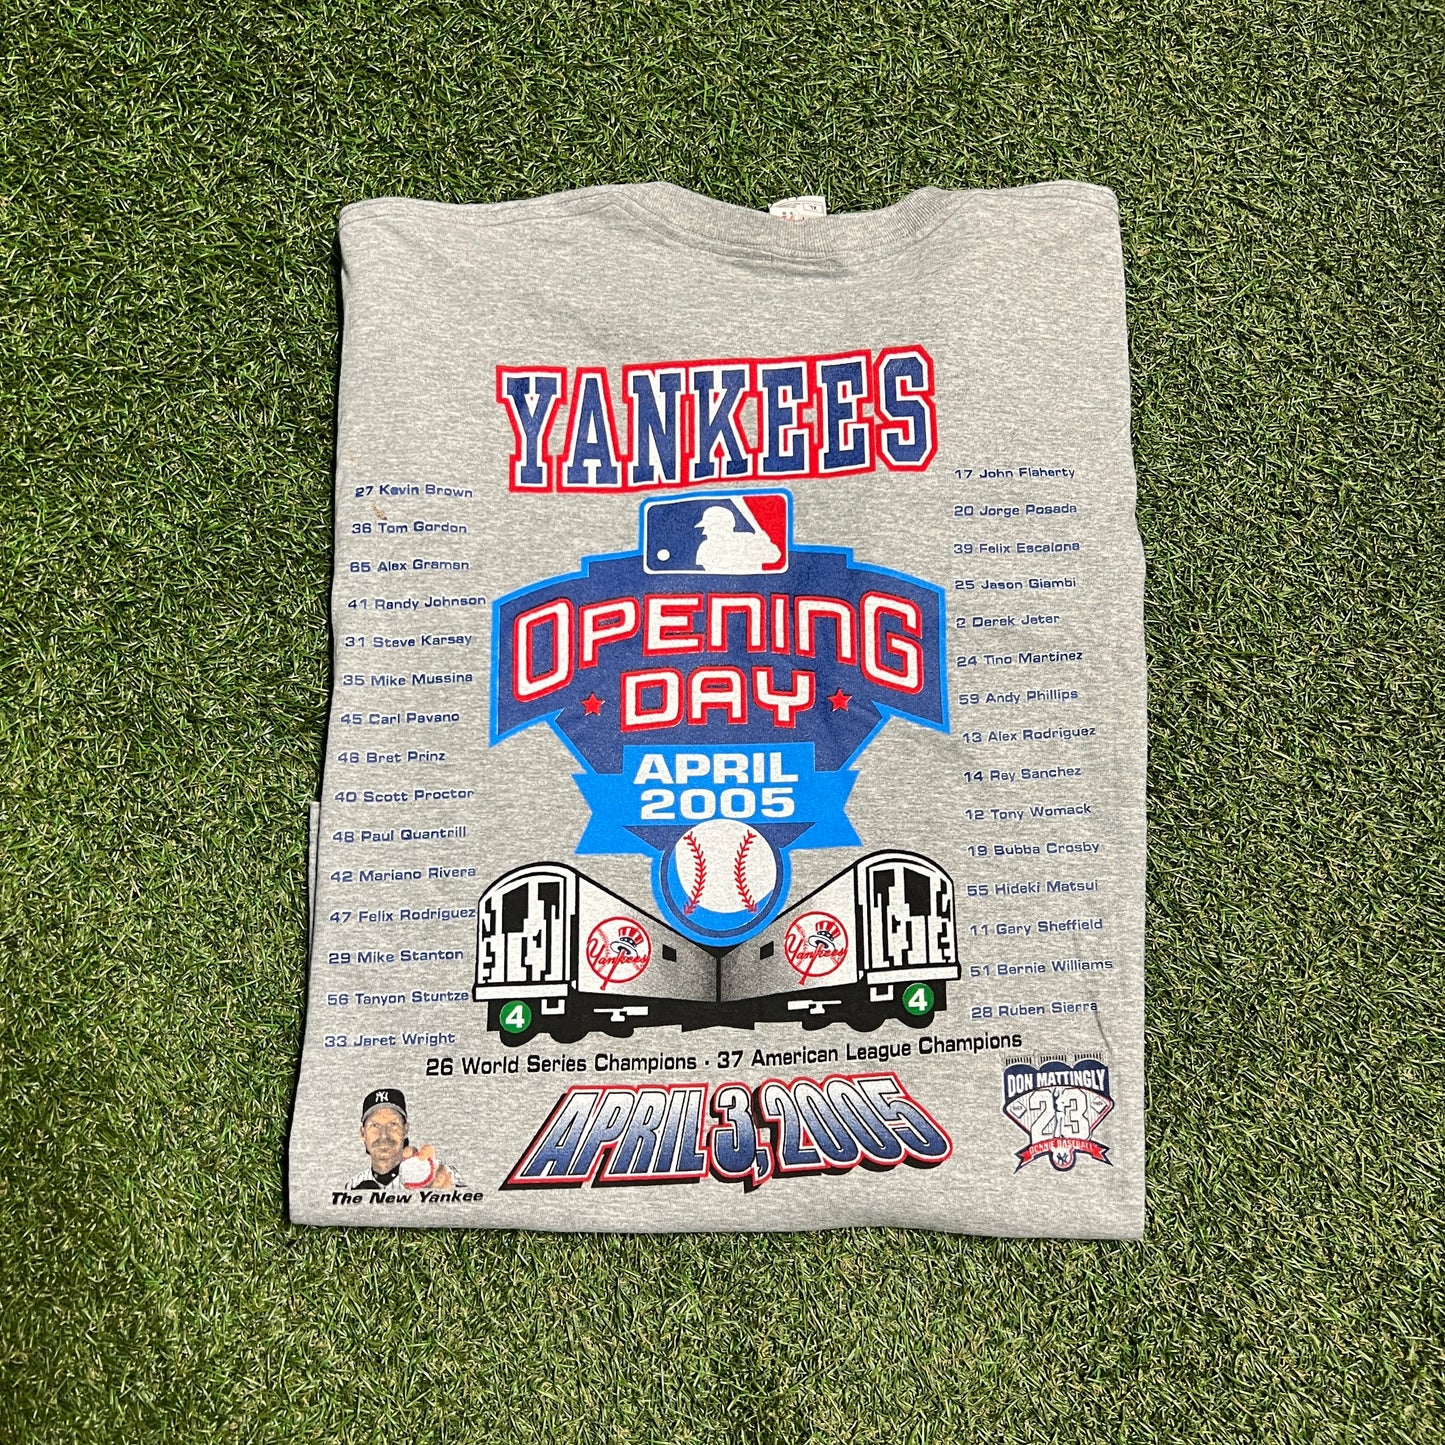 YANKEES
27 Kevin Brown
36 Tom Gordon
65 Alex Graman
41 Randy Johnson
31 Steve Karsay
35 Mike Mussina
45 Carl Pavano
46 Bret Prinz
40 Scott Proctor
48 Paul Quantrill
42 Mariano Rivera
47 Felix Rodriguez
29 Mike Stanton
56 Tanyon Sturtze
33 Jaret Wright
OPENING
DAY
APRIL
2005
Yankees
Yankees
4
4
17 John Flaherty
20 Jorge Posada
39 Felix Escalona
25 Jason Giambi
2 Derek Jeter
24 Tino Martinez
59 Andy Phillips
13 Alex Rodriguez
14 Rey Sanchez
12 Tony Womack
19 Bubba Crosby
55 Hideki Matsui
11 Gary Sheffield
51 Bernie Williams
28 Ruben Sierra
26 World Series Champions · 37 American League Champions
APRIL 3, 2005
NY
The New Yankee
DON MATTINGLY
23
DONNIE BASEBALL
NY